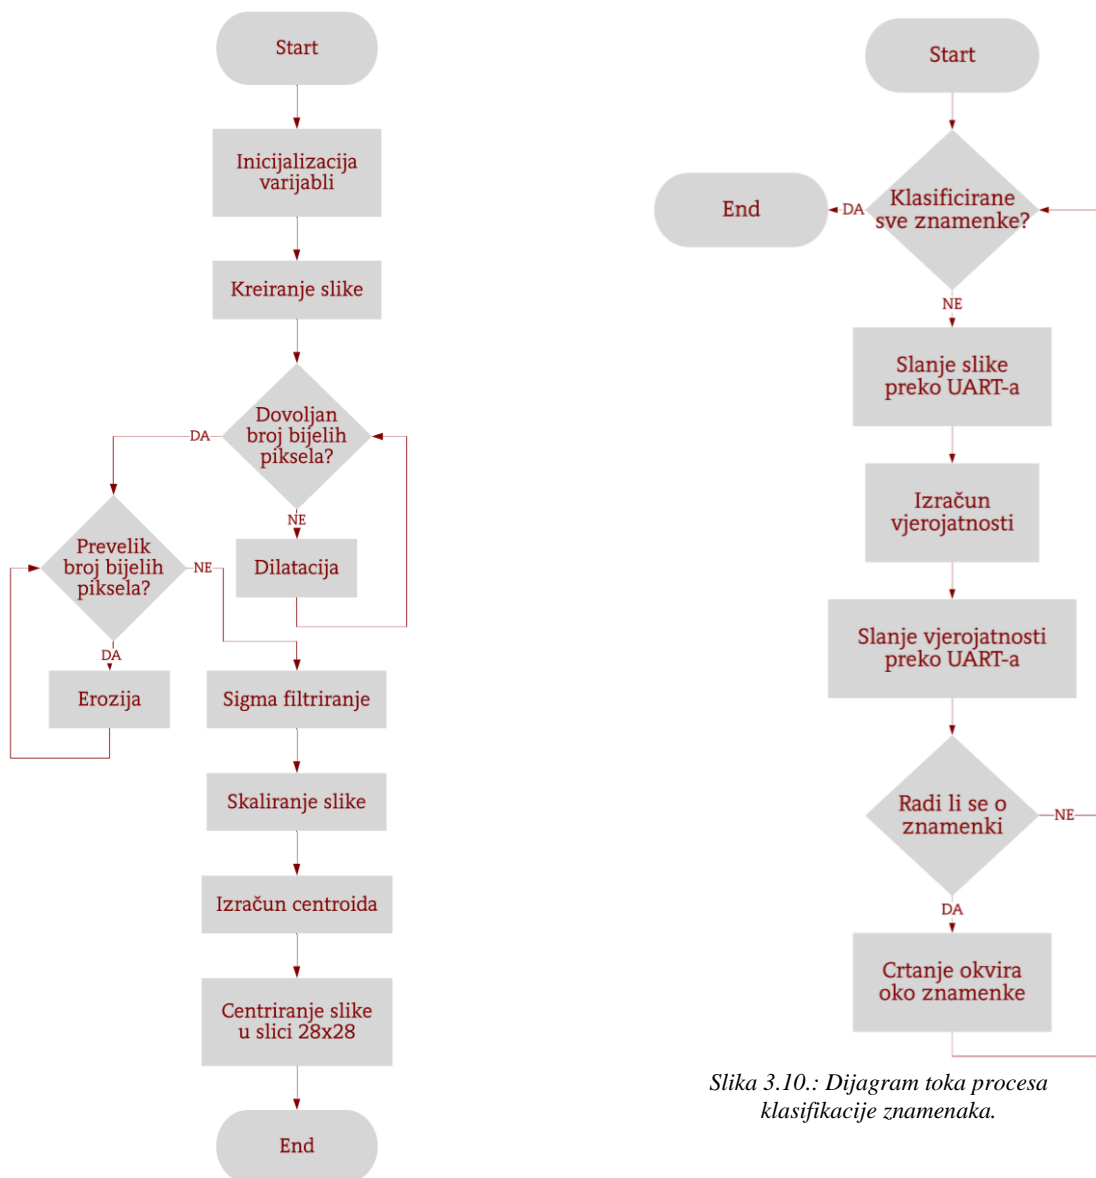 Start
Inicijalizacija
varijabli
Kreiranje slike
Dovoljan
broj bijelih
piksela?
DA
NE
Dilatacija
Prevelik
broj bijelih
piksela?
NE
DA
Erozija
Sigma filtriranje
Skaliranje slike
Izračun centroida
Centriranje slike
u slici 28x28
End
Start
Klasificirane
sve znamenke?
DA
End
NE
Slanje slike
preko UART-a
Izračun
vjerojatnosti
Slanje vjerojatnosti
preko UART-a
Radi li se o
znamenki
NE
DA
Crtanje okvira
oko znamenke
Slika 3.10.: Dijagram toka procesa
klasifikacije znamenaka.